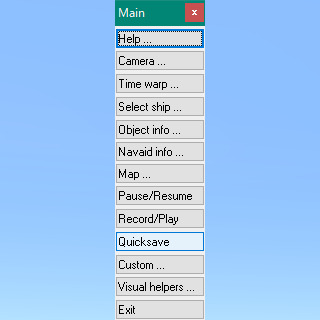 Main
x
Help ...
Camera ...
Time warp ...
Select ship ...
Object info ...
Navaid info ...
Map ...
Pause/Resume
Record/Play
Quicksave
Custom ...
Visual helpers ...
Exit